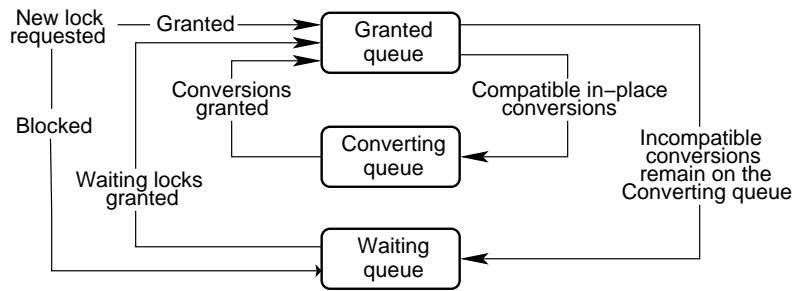 New lock
requested
Granted
Granted
queue
Conversions
granted
Compatible in–place
conversions
Blocked
Converting
queue
Incompatible
conversions
remain on the
Converting queue
Waiting locks
granted
Waiting
queue